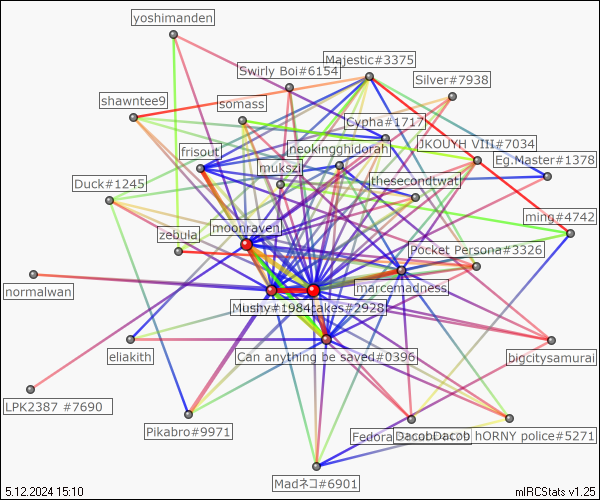 yoshimanden
Majestic#3375
Swirly Boi#6154
Silver#7938
shawntee9
somass
Cypha#1717
JKOUYH VIII#7034
frisout
neokingghidorah
Eg.Master#1378
mukszi
thesecondtwat
Duck#1245
ming#4742
moonraven
zebula
Pocket Persona#3326
normalwan
marcemadness
Mushy#1984cakes#2928
Can anything be saved#0396
eliakith
bigcitysamurai
LPK2387 #7690
Pikabro#9971
Fedora
DacobDacob hORNY police#5271
Madネコ#6901
5.12.2024 15:10
mIRCStats v1.25